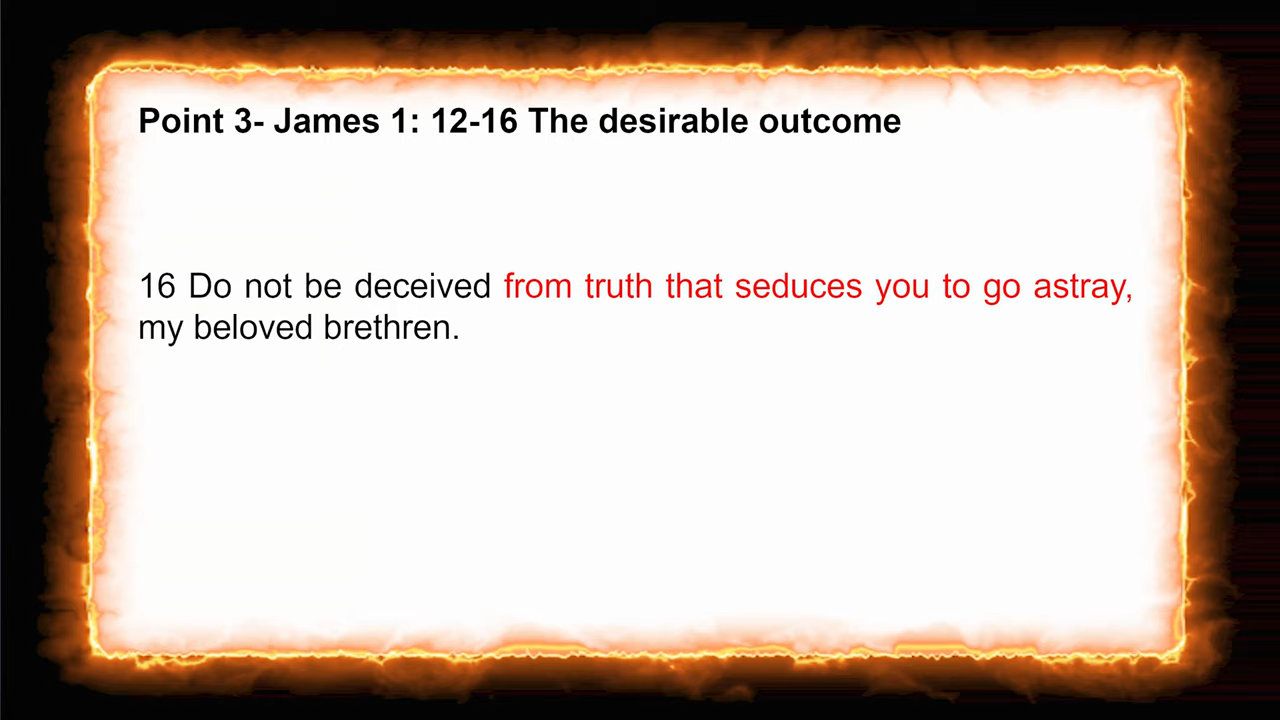 Point 3- James 1: 12-16 The desirable outcome
16 Do not be deceived from truth that seduces you to go astray,
my beloved brethren.